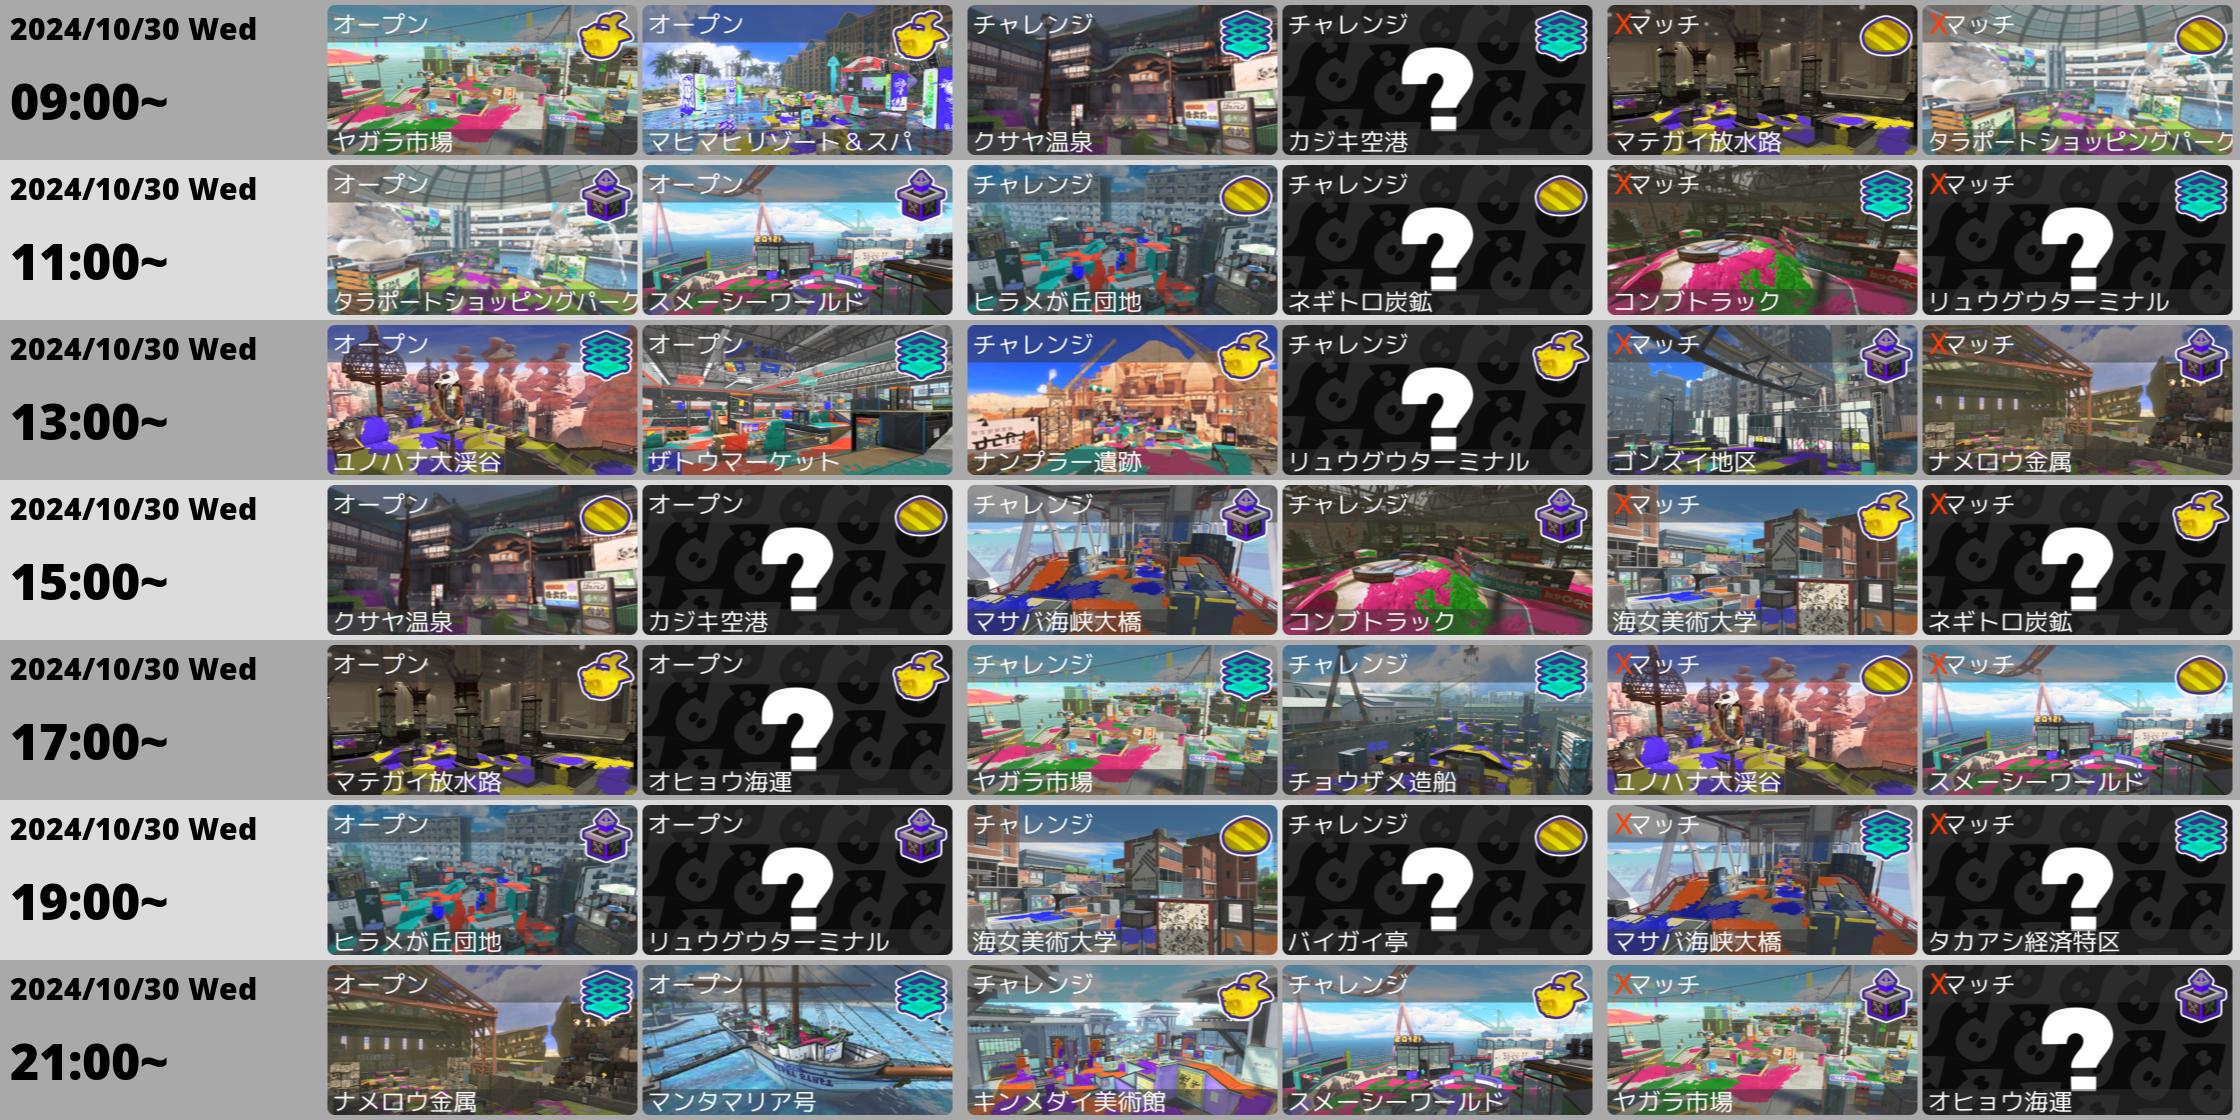 2024/10/30 Wed
09:00~
オープン
ヤガラ市場
オープン
マヒマヒリゾート＆スパ
チャレンジ
クサヤ温泉
チャレンジ
?
カジキ空港
Xマッチ
マテガイ放水路
Xマッチ
タラポートショッピングパーク
2024/10/30 Wed
11:00~
オープン
タラポートショッピングパーク
オープン
スメーシーワールド
チャレンジ
ヒラメが丘団地
チャレンジ
?
ネギトロ炭鉱
Xマッチ
コンブトラック
Xマッチ
?
リュウグウターミナル
2024/10/30 Wed
13:00~
オープン
ユノハナ大渓谷
オープン
ザトウマーケット
チャレンジ
ナンプラー遺跡
チャレンジ
?
リュウグウターミナル
Xマッチ
ゴンズイ地区
Xマッチ
ナメロウ金属
2024/10/30 Wed
15:00~
オープン
クサヤ温泉
オープン
?
カジキ空港
チャレンジ
マサバ海峡大橋
チャレンジ
コンブトラック
Xマッチ
海女美術大学
Xマッチ
?
ネギトロ炭鉱
2024/10/30 Wed
17:00~
オープン
マテガイ放水路
オープン
?
オヒョウ海運
チャレンジ
ヤガラ市場
チャレンジ
チョウザメ造船
Xマッチ
ユノハナ大渓谷
Xマッチ
スメーシーワールド
2024/10/30 Wed
19:00~
オープン
ヒラメが丘団地
オープン
?
リュウグウターミナル
チャレンジ
海女美術大学
チャレンジ
?
バイガイ亭
Xマッチ
マサバ海峡大橋
Xマッチ
?
タカアシ経済特区
2024/10/30 Wed
21:00~
オープン
ナメロウ金属
オープン
マンタマリア号
チャレンジ
キンメダイ美術館
チャレンジ
スメーシーワールド
Xマッチ
ヤガラ市場
Xマッチ
?
オヒョウ海運